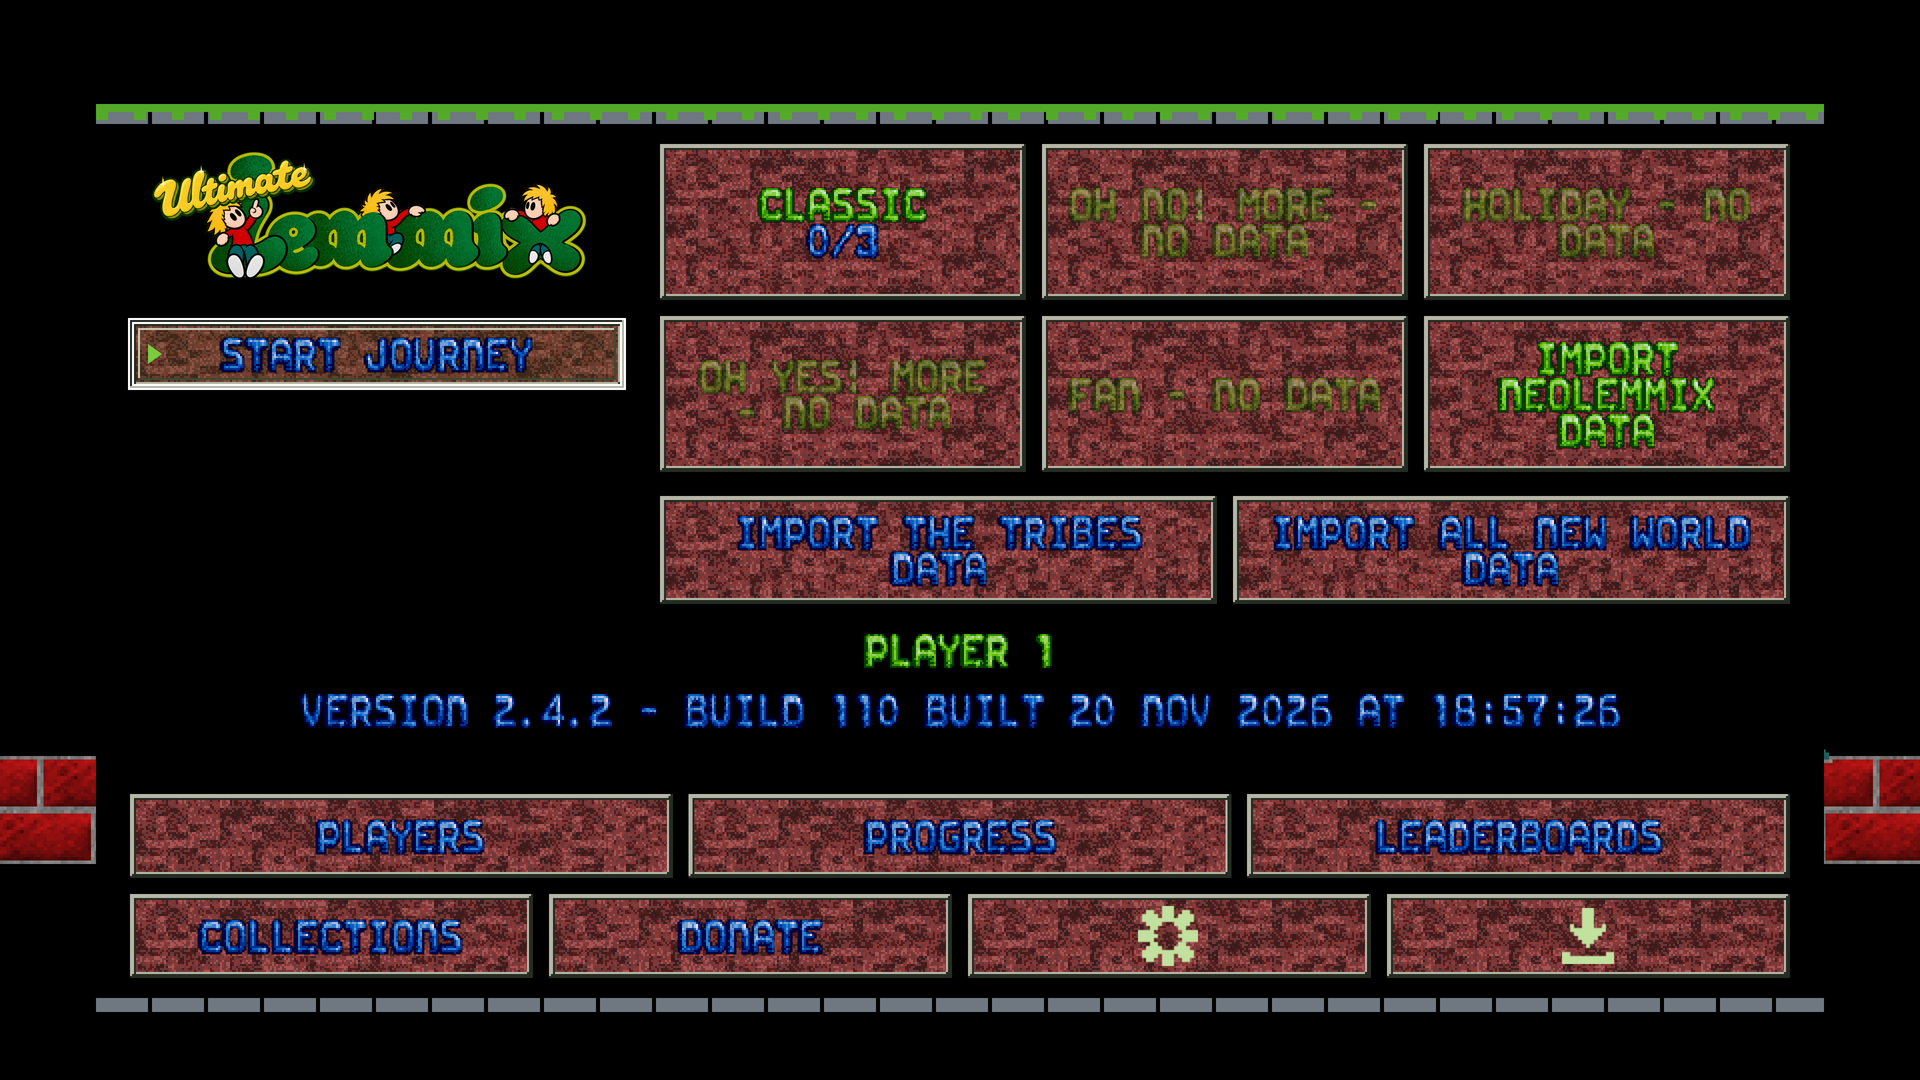 Ultimate
Lemmix
START JOURNEY
CLASSIC
0/3
OH NO! MORE -
NO DATA
HOLIDAY - NO
DATA
OH YES! MORE
- NO DATA
FAN - NO DATA
IMPORT
NEOLEMMIX
DATA
IMPORT THE TRIBES
DATA
IMPORT ALL NEW WORLD
DATA
PLAYER 1
VERSION 2.4.2 - BUILD 110 BUILT 20 NOV 2026 AT 18:57:26
PLAYERS
PROGRESS
LEADERBOARDS
COLLECTIONS
DONATE